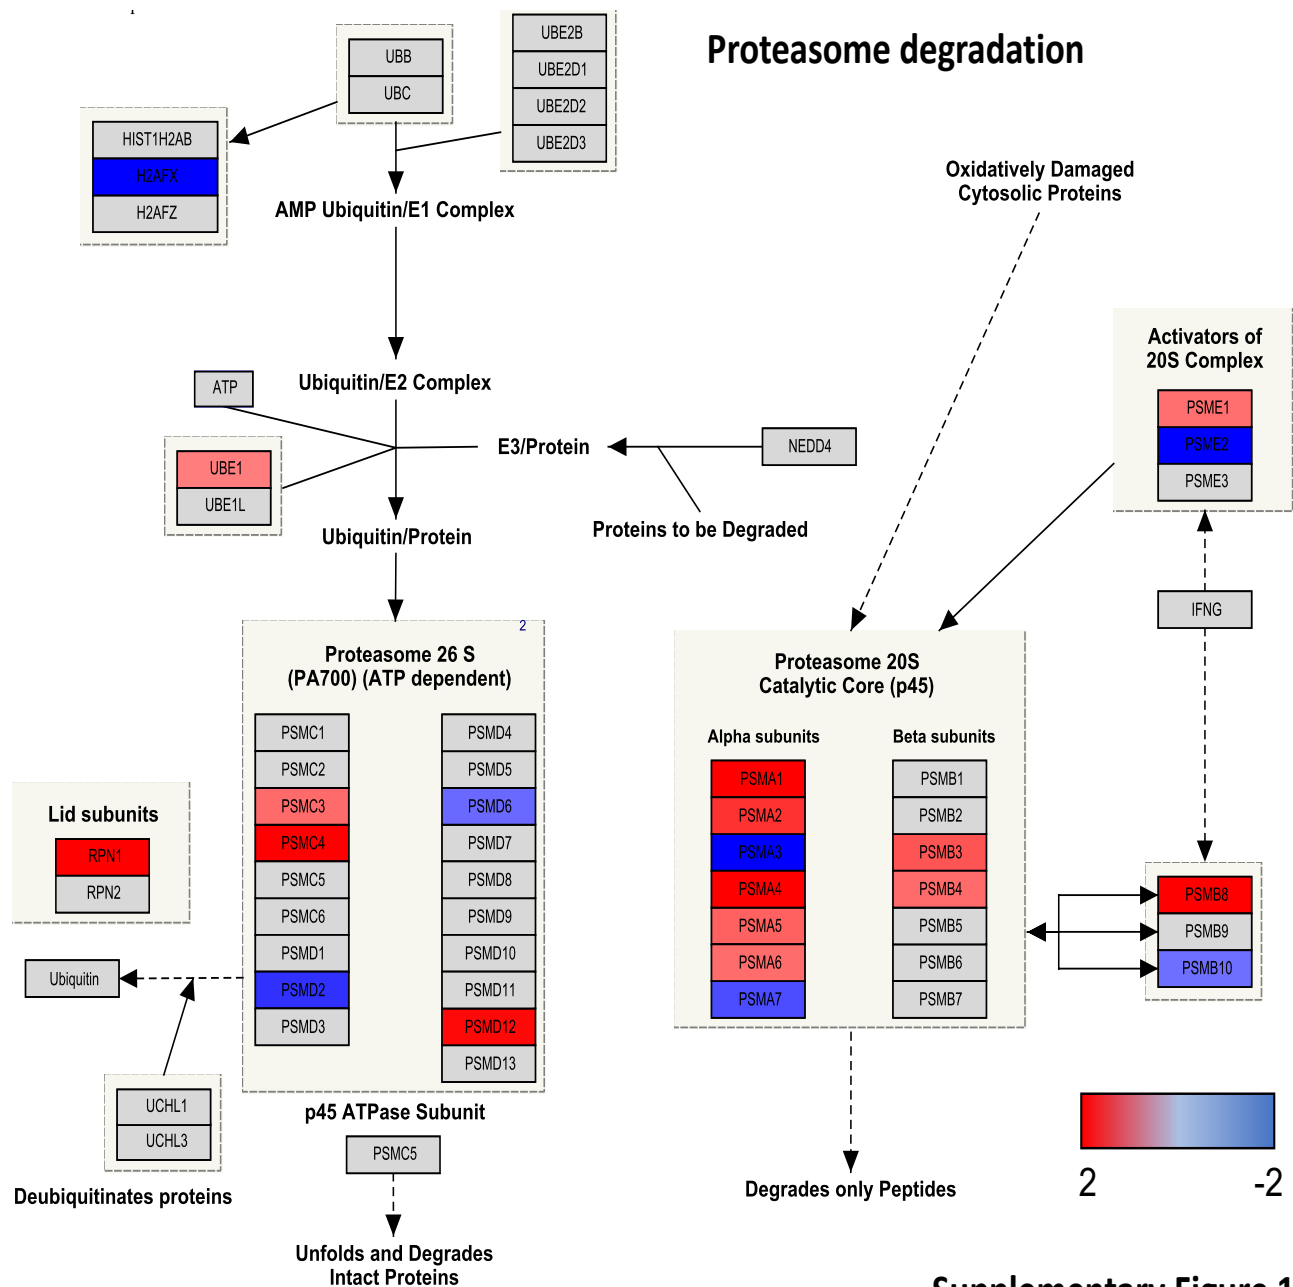 Proteasome degradation
UBB
UBC
UBE2B
UBE2D1
UBE2D2
UBE2D3
HIST1H2AB
H2AFX
H2AFZ
AMP Ubiquitin/E1 Complex
Oxidatively Damaged
Cytosolic Proteins
Activators of
20S Complex
PSME1
PSME2
PSME3
Ubiquitin/E2 Complex
ATP
UBE1
UBE1L
E3/Protein
NEDD4
Proteins to be Degraded
Ubiquitin/Protein
IFNG
2
Proteasome 26 S
(PA700) (ATP dependent)
PSMC1
PSMC2
PSMC3
PSMC4
PSMC5
PSMC6
PSMD1
PSMD2
PSMD3
PSMD4
PSMD5
PSMD6
PSMD7
PSMD8
PSMD9
PSMD10
PSMD11
PSMD12
PSMD13
Proteasome 20S
Catalytic Core (p45)
Alpha subunits
PSMA1
PSMA2
PSMA3
PSMA4
PSMA5
PSMA6
PSMA7
Beta subunits
PSMB1
PSMB2
PSMB3
PSMB4
PSMB5
PSMB6
PSMB7
PSMB8
PSMB9
PSMB10
Lid subunits
RPN1
RPN2
Ubiquitin
UCHL1
UCHL3
Deubiquitinates proteins
p45 ATPase Subunit
PSMC5
Unfolds and Degrades
Intact Proteins
Degrades only Peptides
2
-2
Supplementary Figure 1